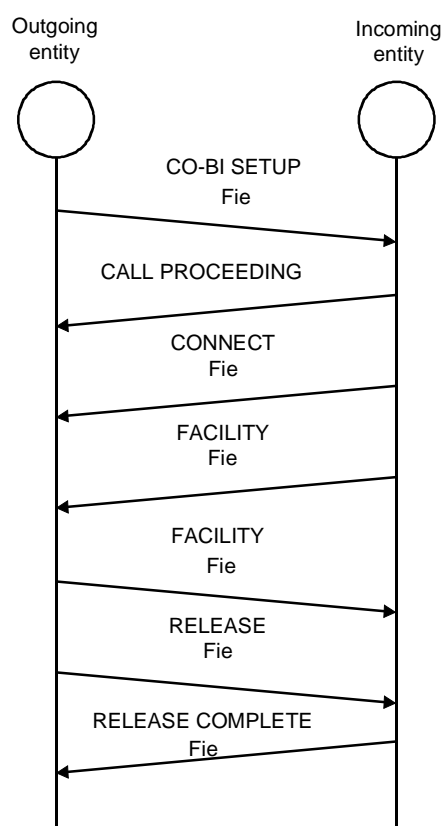 Outgoing
entity
Incoming
entity
CO-BI SETUP
Fie
CALL PROCEEDING
CONNECT
Fie
FACILITY
Fie
FACILITY
Fie
RELEASE
Fie
RELEASE COMPLETE
Fie